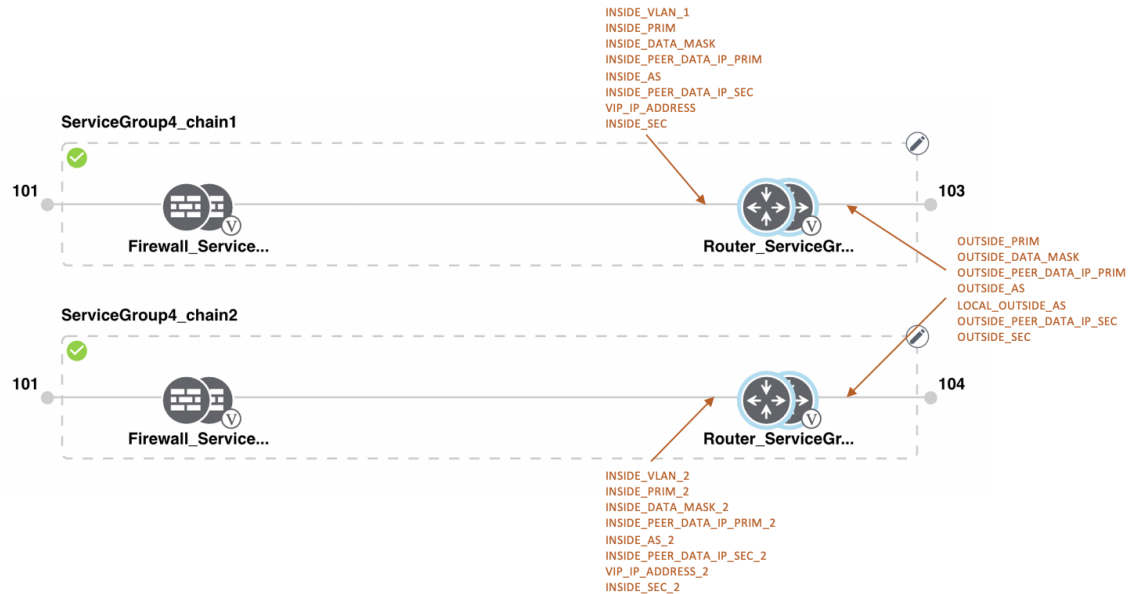 INSIDE_VLAN_1
INSIDE_PRIM
INSIDE_DATA_MASK
INSIDE_PEER_DATA_IP_PRIM
INSIDE_AS
INSIDE_PEER_DATA_IP_SEC
VIP_IP_ADDRESS
INSIDE_SEC
ServiceGroup4_chain1
101
103
V
V
Firewall_Service...
Router_ServiceGr...
OUTSIDE_PRIM
OUTSIDE_DATA_MASK
OUTSIDE_PEER_DATA_IP_PRIM
OUTSIDE_AS
LOCAL_OUTSIDE_AS
OUTSIDE_PEER_DATA_IP_SEC
OUTSIDE_SEC
ServiceGroup4_chain2
101
104
V
V
Firewall_Service...
Router_ServiceGr...
INSIDE_VLAN_2
INSIDE_PRIM_2
INSIDE_DATA_MASK_2
INSIDE_PEER_DATA_IP_PRIM_2
INSIDE_AS_2
INSIDE_PEER_DATA_IP_SEC_2
VIP_IP_ADDRESS_2
INSIDE_SEC_2